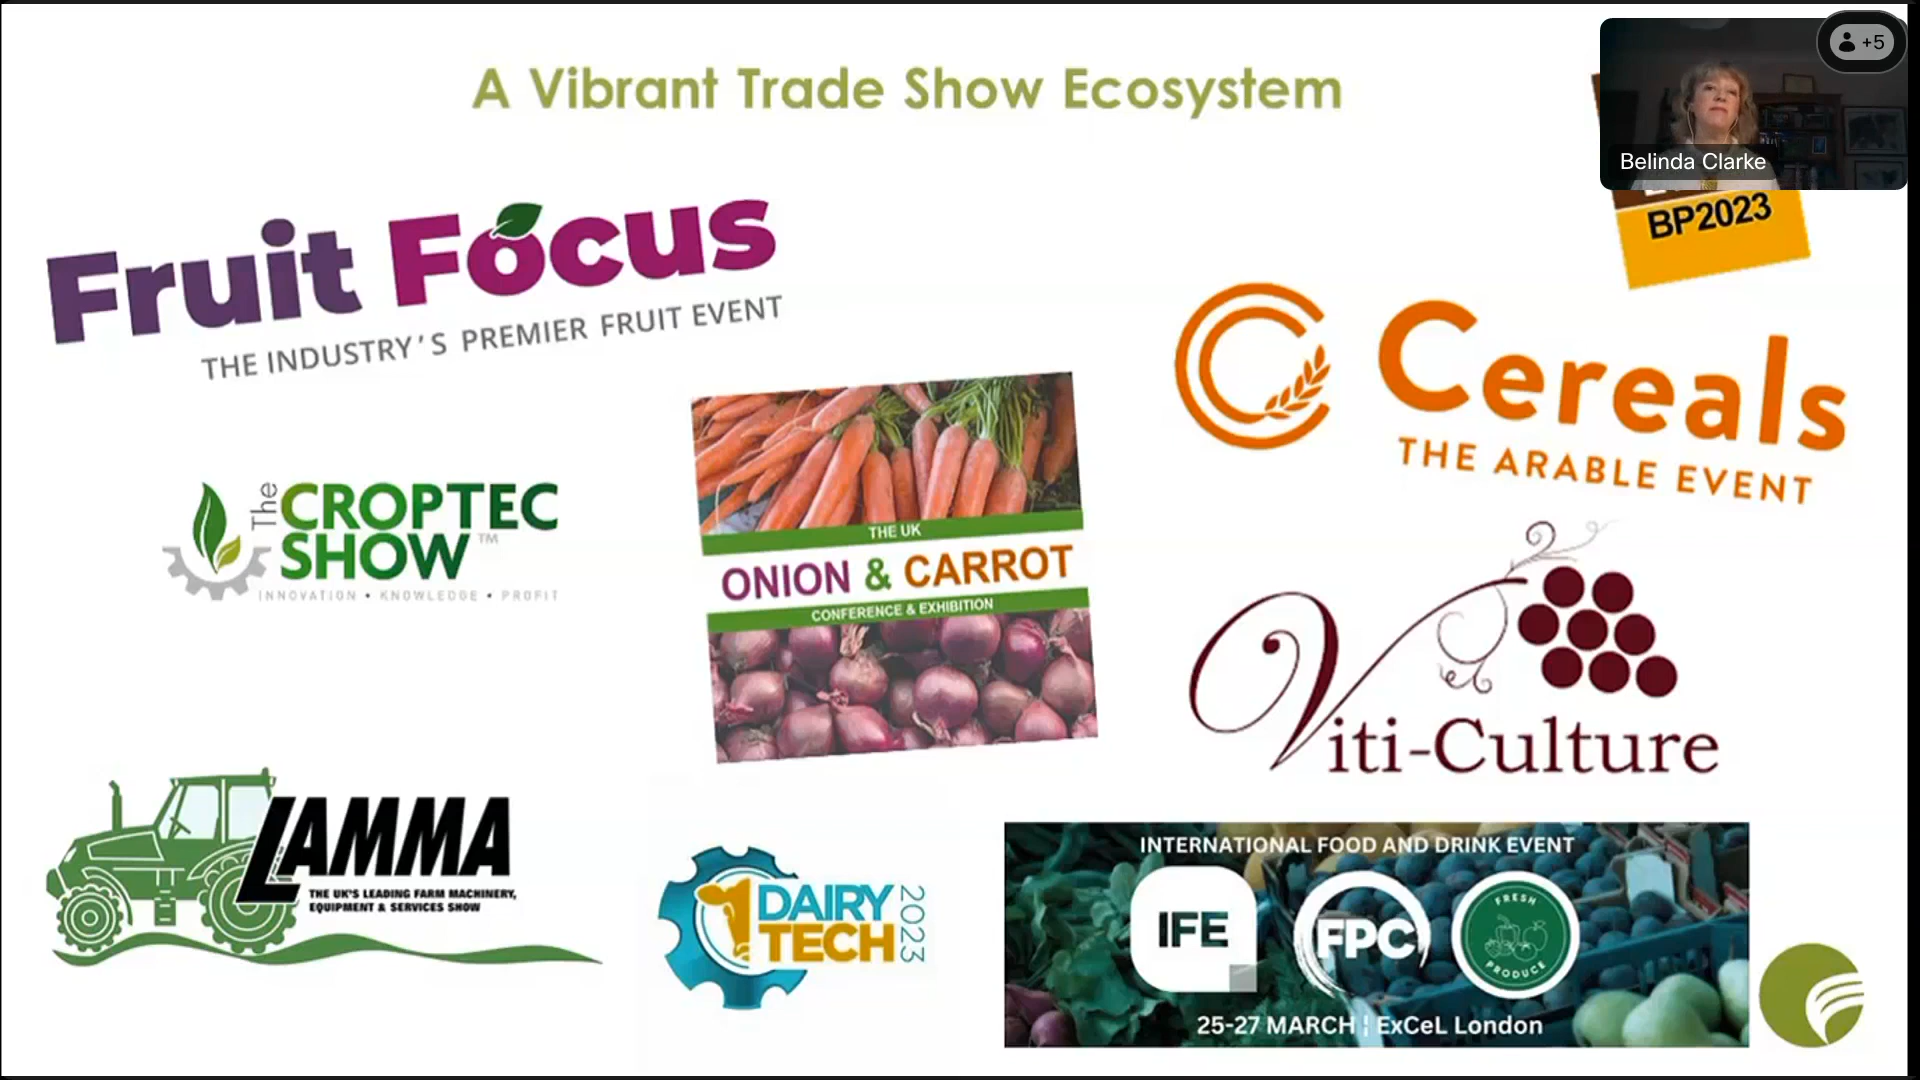 +5
A Vibrant Trade Show Ecosystem
Belinda Clarke
BP2023
Fruit Focus
THE INDUSTRY'S PREMIER FRUIT EVENT
Cereals
THE ARABLE EVENT
The
CROPTEC
SHOW™
INNOVATION • KNOWLEDGE • PROFIT
THE UK
ONION & CARROT
CONFERENCE & EXHIBITION
Viti-Culture
LAMMA
THE UK'S LEADING FARM MACHINERY,
EQUIPMENT & SERVICES SHOW
DAIRY
TECH
2023
INTERNATIONAL FOOD AND DRINK EVENT
IFE
FPC
FRESH
PRODUCE
25-27 MARCH ¦ ExCeL London